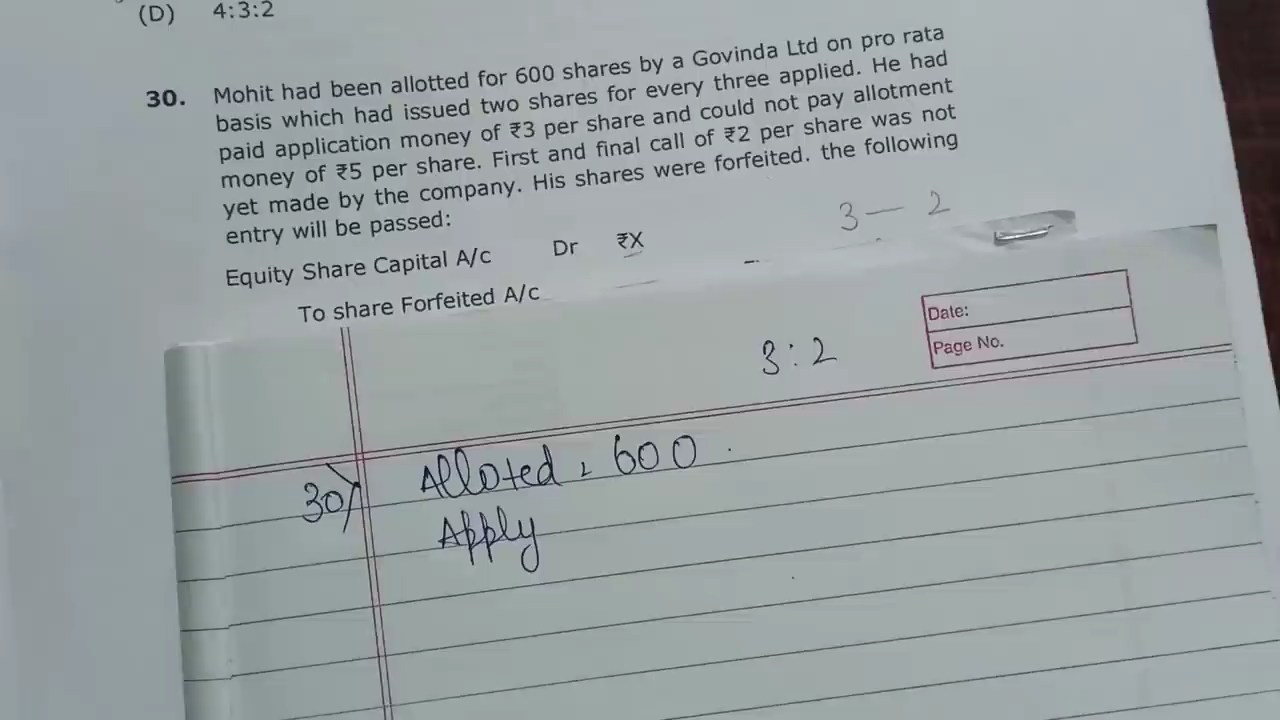 (D) 4:3:2
30. Mohit had been allotted for 600 shares by a Govinda Ltd on pro rata
basis which had issued two shares for every three applied. He had
paid application money of ₹3 per share and could not pay allotment
money of ₹5 per share. First and final call of ₹2 per share was not
yet made by the company. His shares were forfeited. the following
entry will be passed:
3 — 2
Equity Share Capital A/c Dr ₹X
To share Forfeited A/c
Date:
Page No.
3 : 2
30/ Alloted, 600.
Apply